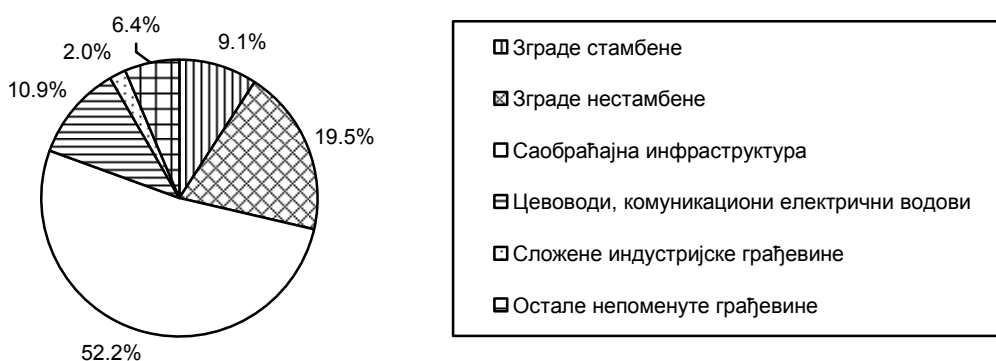 6.4%
9.1%
2.0%
10.9%
19.5%
52.2%
Зграде стамбене
Зграде нестамбене
Саобраћајна инфраструктура
Цевоводи, комуникациони електрични водови
Сложене индустријске грађевине
Остале непоменуте грађевине